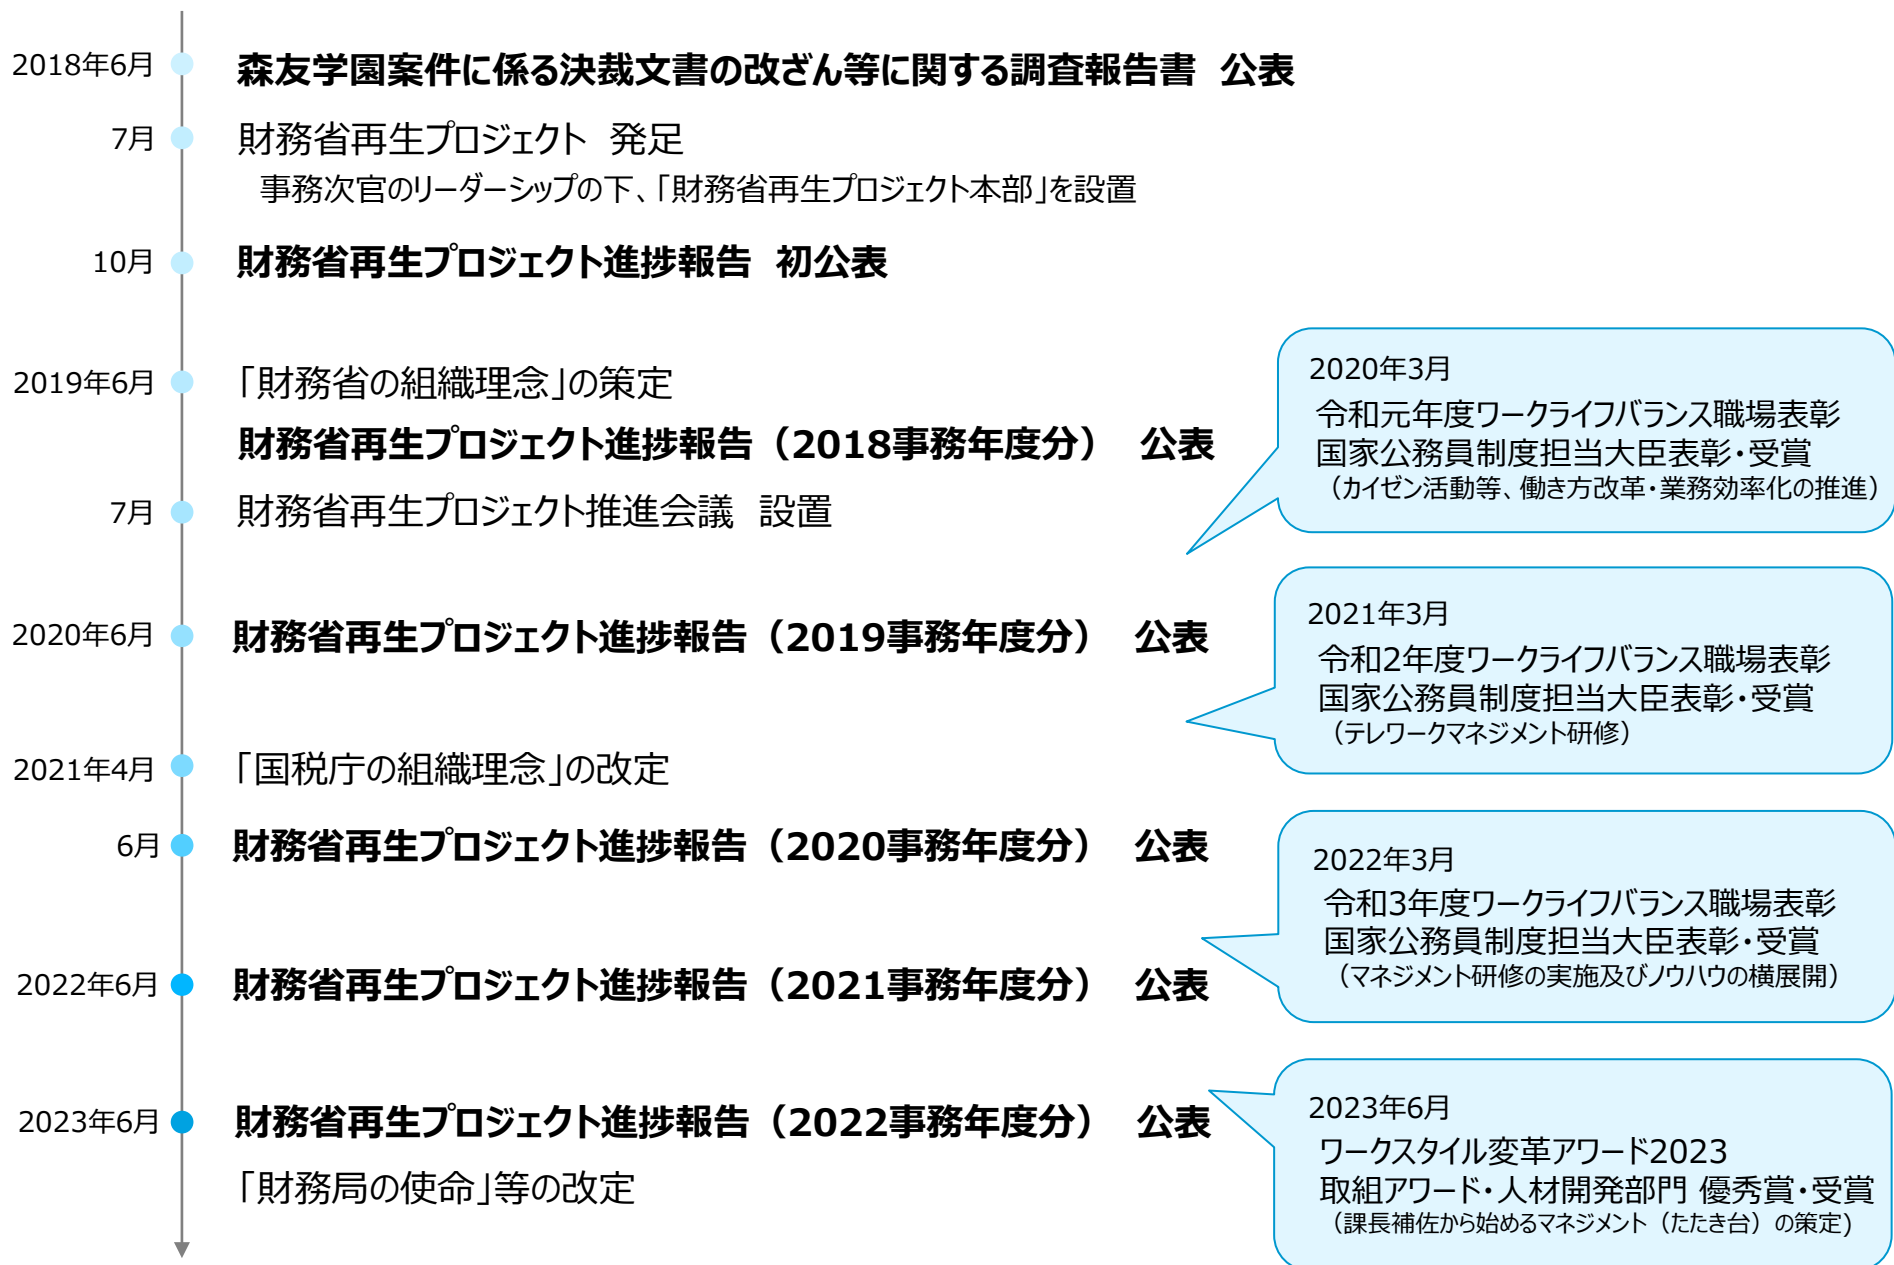 2018年6月
森友学園案件に係る決裁文書の改ざん等に関する調査報告書 公表
7月
財務省再生プロジェクト 発足
事務次官のリーダーシップの下、「財務省再生プロジェクト本部」を設置
10月
財務省再生プロジェクト進捗報告 初公表
2019年6月
「財務省の組織理念」の策定
財務省再生プロジェクト進捗報告(2018事務年度分) 公表
7月
財務省再生プロジェクト推進会議 設置
2020年3月
令和元年度ワークライフバランス職場表彰
国家公務員制度担当大臣表彰・受賞
(カイゼン活動等、働き方改革・業務効率化の推進)
2020年6月
財務省再生プロジェクト進捗報告(2019事務年度分) 公表
2021年3月
令和2年度ワークライフバランス職場表彰
国家公務員制度担当大臣表彰・受賞
(テレワークマネジメント研修)
2021年4月
「国税庁の組織理念」の改定
6月
財務省再生プロジェクト進捗報告(2020事務年度分) 公表
2022年3月
令和3年度ワークライフバランス職場表彰
国家公務員制度担当大臣表彰・受賞
(マネジメント研修の実施及びノウハウの横展開)
2022年6月
財務省再生プロジェクト進捗報告(2021事務年度分) 公表
2023年6月
財務省再生プロジェクト進捗報告(2022事務年度分) 公表
「財務局の使命」等の改定
2023年6月
ワークスタイル変革アワード2023
取組アワード・人材開発部門 優秀賞・受賞
(課長補佐から始めるマネジメント(たたき台)の策定)